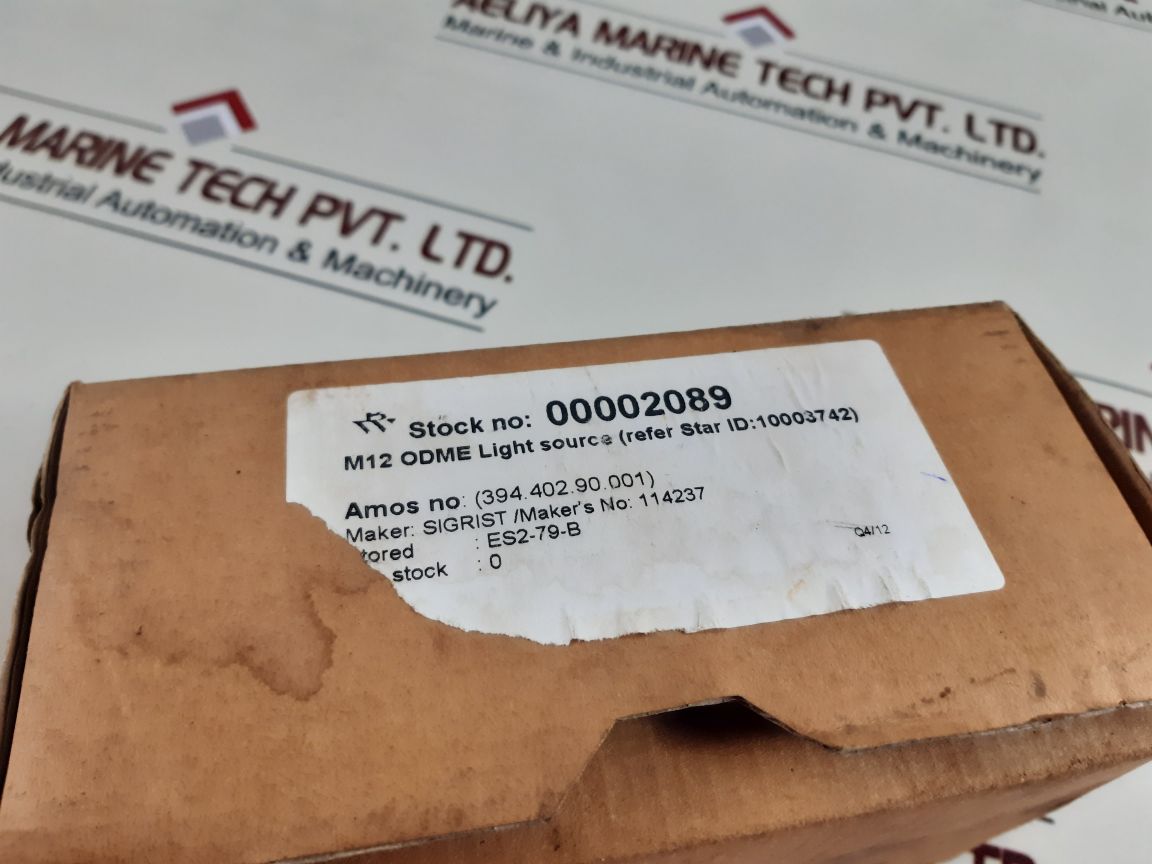 AELIYA MARINE TECH PVT. LTD.
Marine & Industrial Automation & Machinery
MARINE TECH PVT. LTD.
dustrial Automation & Machinery
Stock no: 00002089
M12 ODME Light source (refer Star ID:10003742)
Amos no: (394.402.90.001)
Maker: SIGRIST /Maker's No: 114237
tored : ES2-79-B
stock : 0
Q4/12